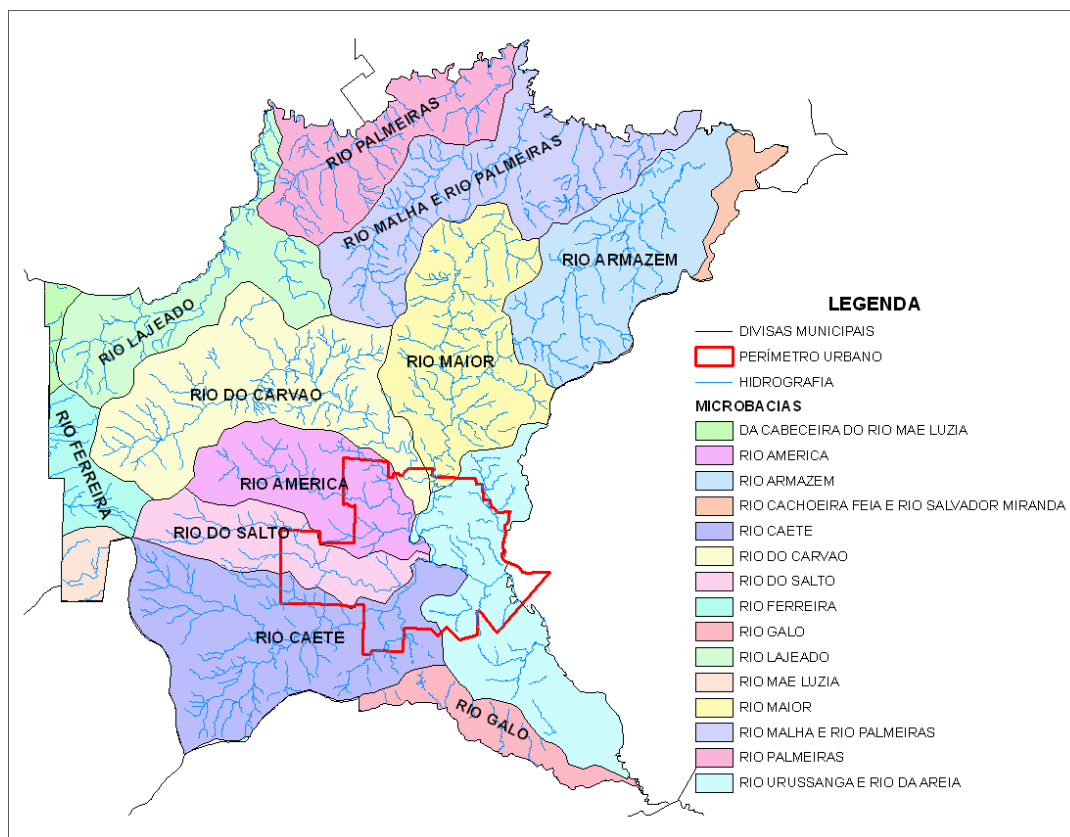 RIO PALMEIRAS
RIO MALHA E RIO PALMEIRAS
RIO ARMAZEM
RIO LAJEADO
RIO MAIOR
RIO DO CARVAO
RIO FERREIRA
RIO AMERICA
RIO DO SALTO
RIO CAETE
RIO GALO
LEGENDA
DIVISAS MUNICIPAIS
PERÍMETRO URBANO
HIDROGRAFIA
MICROBACIAS
DA CABECEIRA DO RIO MAE LUZIA
RIO AMERICA
RIO ARMAZEM
RIO CACHOEIRA FEIA E RIO SALVADOR MIRANDA
RIO CAETE
RIO DO CARVAO
RIO DO SALTO
RIO FERREIRA
RIO GALO
RIO LAJEADO
RIO MAE LUZIA
RIO MAIOR
RIO MALHA E RIO PALMEIRAS
RIO PALMEIRAS
RIO URUSSANGA E RIO DA AREIA